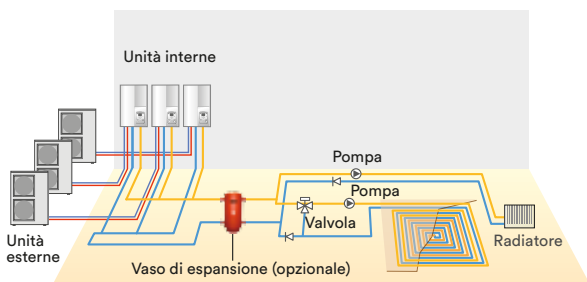 Unità interne
Pompa
Pompa
Valvola
Radiatore
Unità
esterne
Vaso di espansione (opzionale)